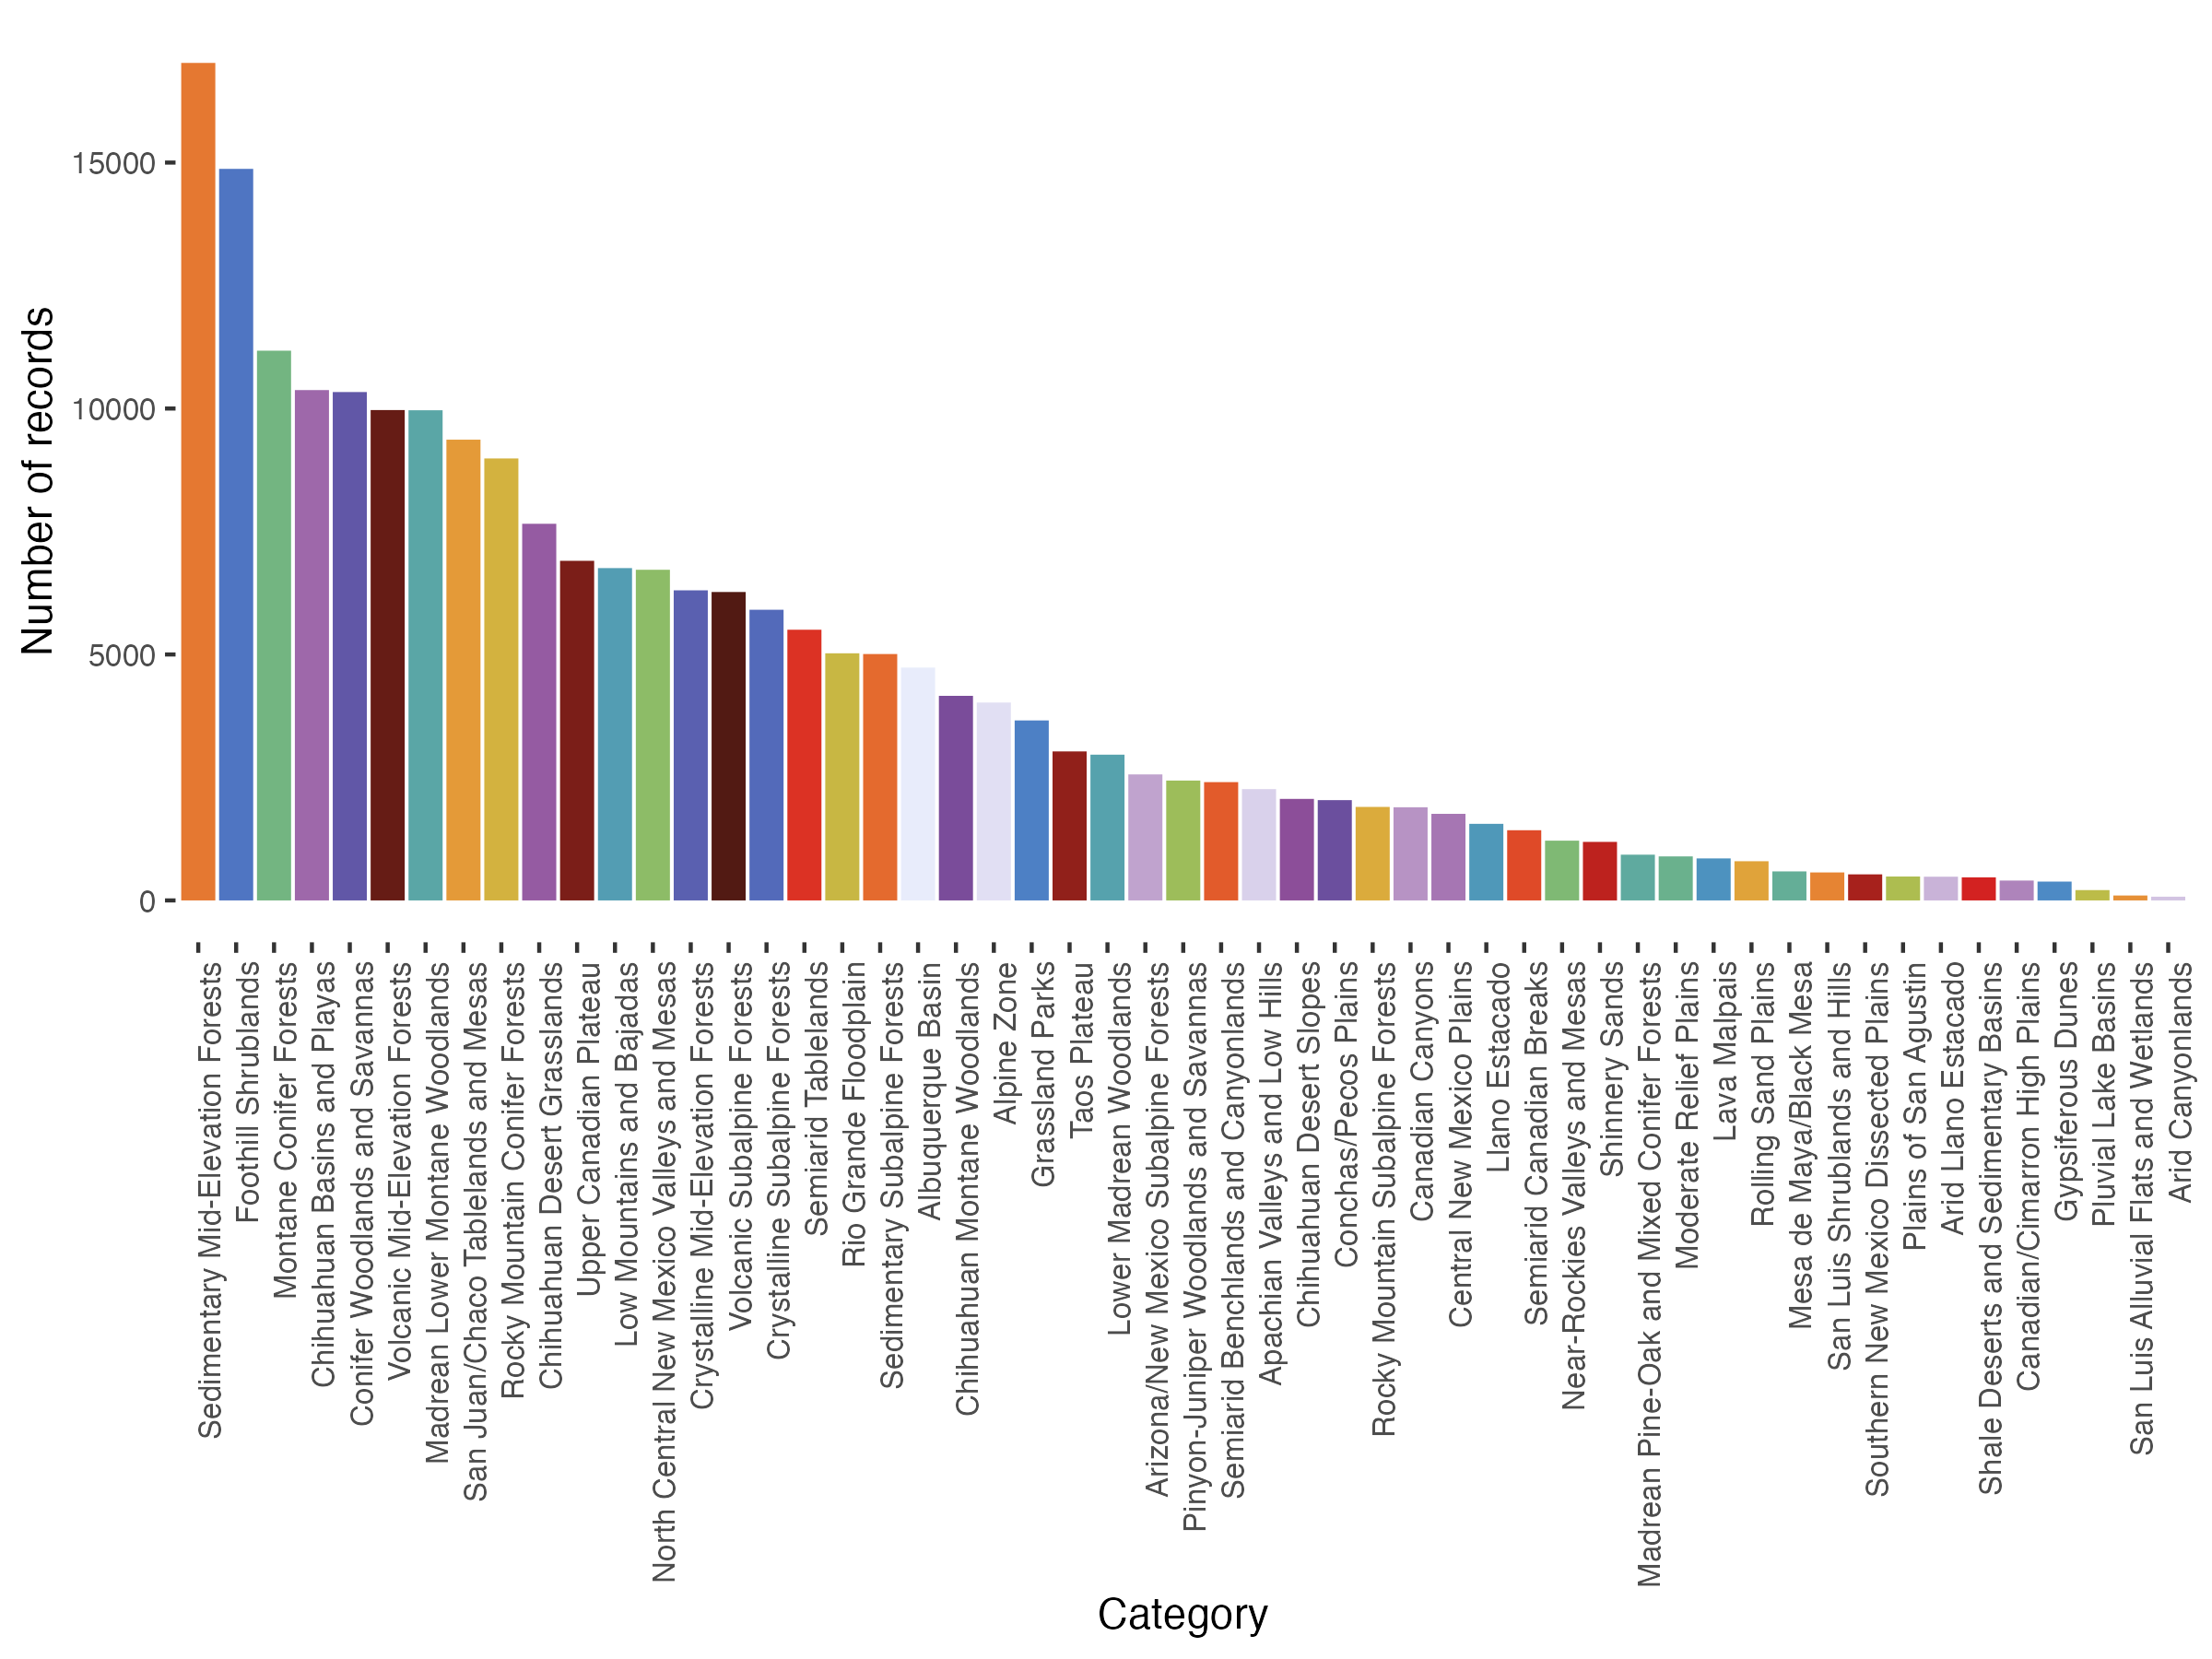 Number of records
15000
10000
5000
0
Sedimentary Mid-Elevation Forests
Foothill Shrublands
Montane Conifer Forests
Chihuahuan Basins and Playas
Conifer Woodlands and Savannas
Volcanic Mid-Elevation Forests
Madrean Lower Montane Woodlands
San Juan/Chaco Tablelands and Mesas
Rocky Mountain Conifer Forests
Chihuahuan Desert Grasslands
Upper Canadian Plateau
Low Mountains and Bajadas
North Central New Mexico Valleys and Mesas
Crystalline Mid-Elevation Forests
Volcanic Subalpine Forests
Crystalline Subalpine Forests
Semiarid Tablelands
Rio Grande Floodplain
Sedimentary Subalpine Forests
Albuquerque Basin
Chihuahuan Montane Woodlands
Alpine Zone
Grassland Parks
Taos Plateau
Lower Madrean Woodlands
Arizona/New Mexico Subalpine Forests
Pinyon-Juniper Woodlands and Savannas
Semiarid Benchlands and Canyonlands
Apachian Valleys and Low Hills
Chihuahuan Desert Slopes
Conchas/Pecos Plains
Rocky Mountain Subalpine Forests
Canadian Canyons
Central New Mexico Plains
Llano Estacado
Semiarid Canadian Breaks
Near-Rockies Valleys and Mesas
Shinnery Sands
Madrean Pine-Oak and Mixed Conifer Forests
Moderate Relief Plains
Lava Malpais
Rolling Sand Plains
Mesa de Maya/Black Mesa
San Luis Shrublands and Hills
Southern New Mexico Dissected Plains
Plains of San Agustin
Arid Llano Estacado
Shale Deserts and Sedimentary Basins
Canadian/Cimarron High Plains
Gypsiferous Dunes
Pluvial Lake Basins
San Luis Alluvial Flats and Wetlands
Arid Canyonlands
Category